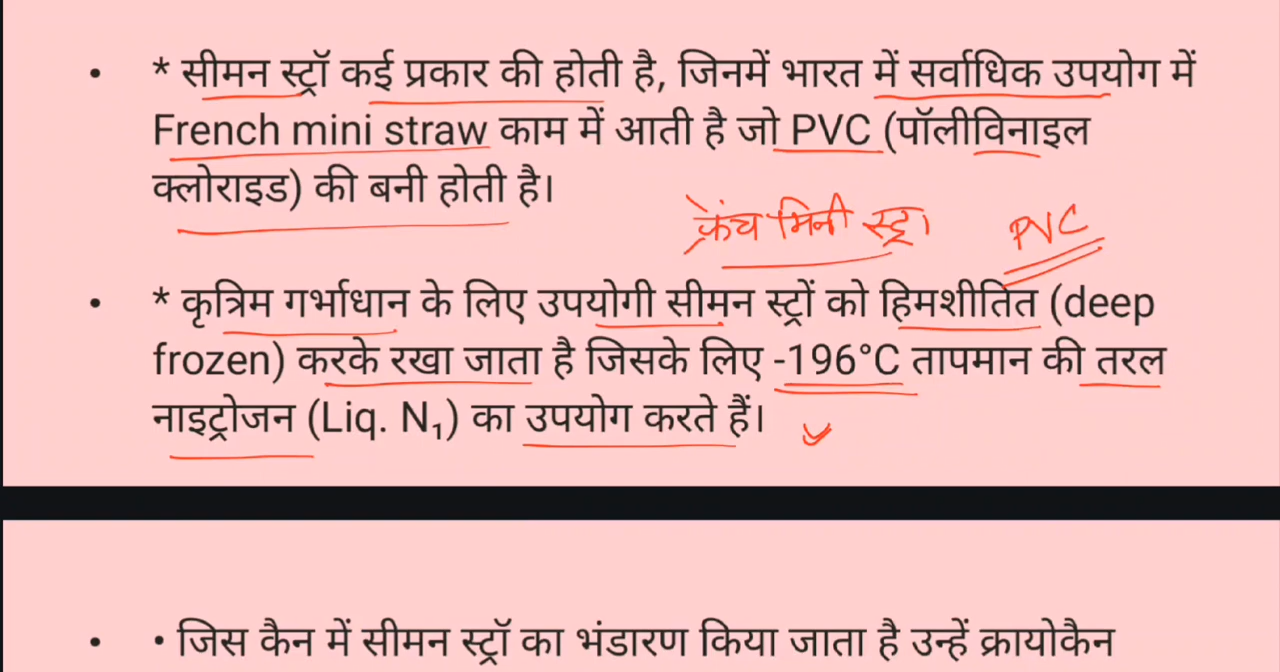 • * सीमन स्ट्रॉ कई प्रकार की होती है, जिनमें भारत में सर्वाधिक उपयोग में
French mini straw काम में आती है जो PVC (पॉलीविनाइल
क्लोराइड) की बनी होती है।
फ्रेंच मिनी स्ट्रा PVC
• * कृत्रिम गर्भाधान के लिए उपयोगी सीमन स्ट्रों को हिमशीतित (deep
frozen) करके रखा जाता है जिसके लिए -196°C तापमान की तरल
नाइट्रोजन (Liq. N₁) का उपयोग करते हैं।
• • जिस कैन में सीमन स्ट्रॉ का भंडारण किया जाता है उन्हें क्रायोकैन